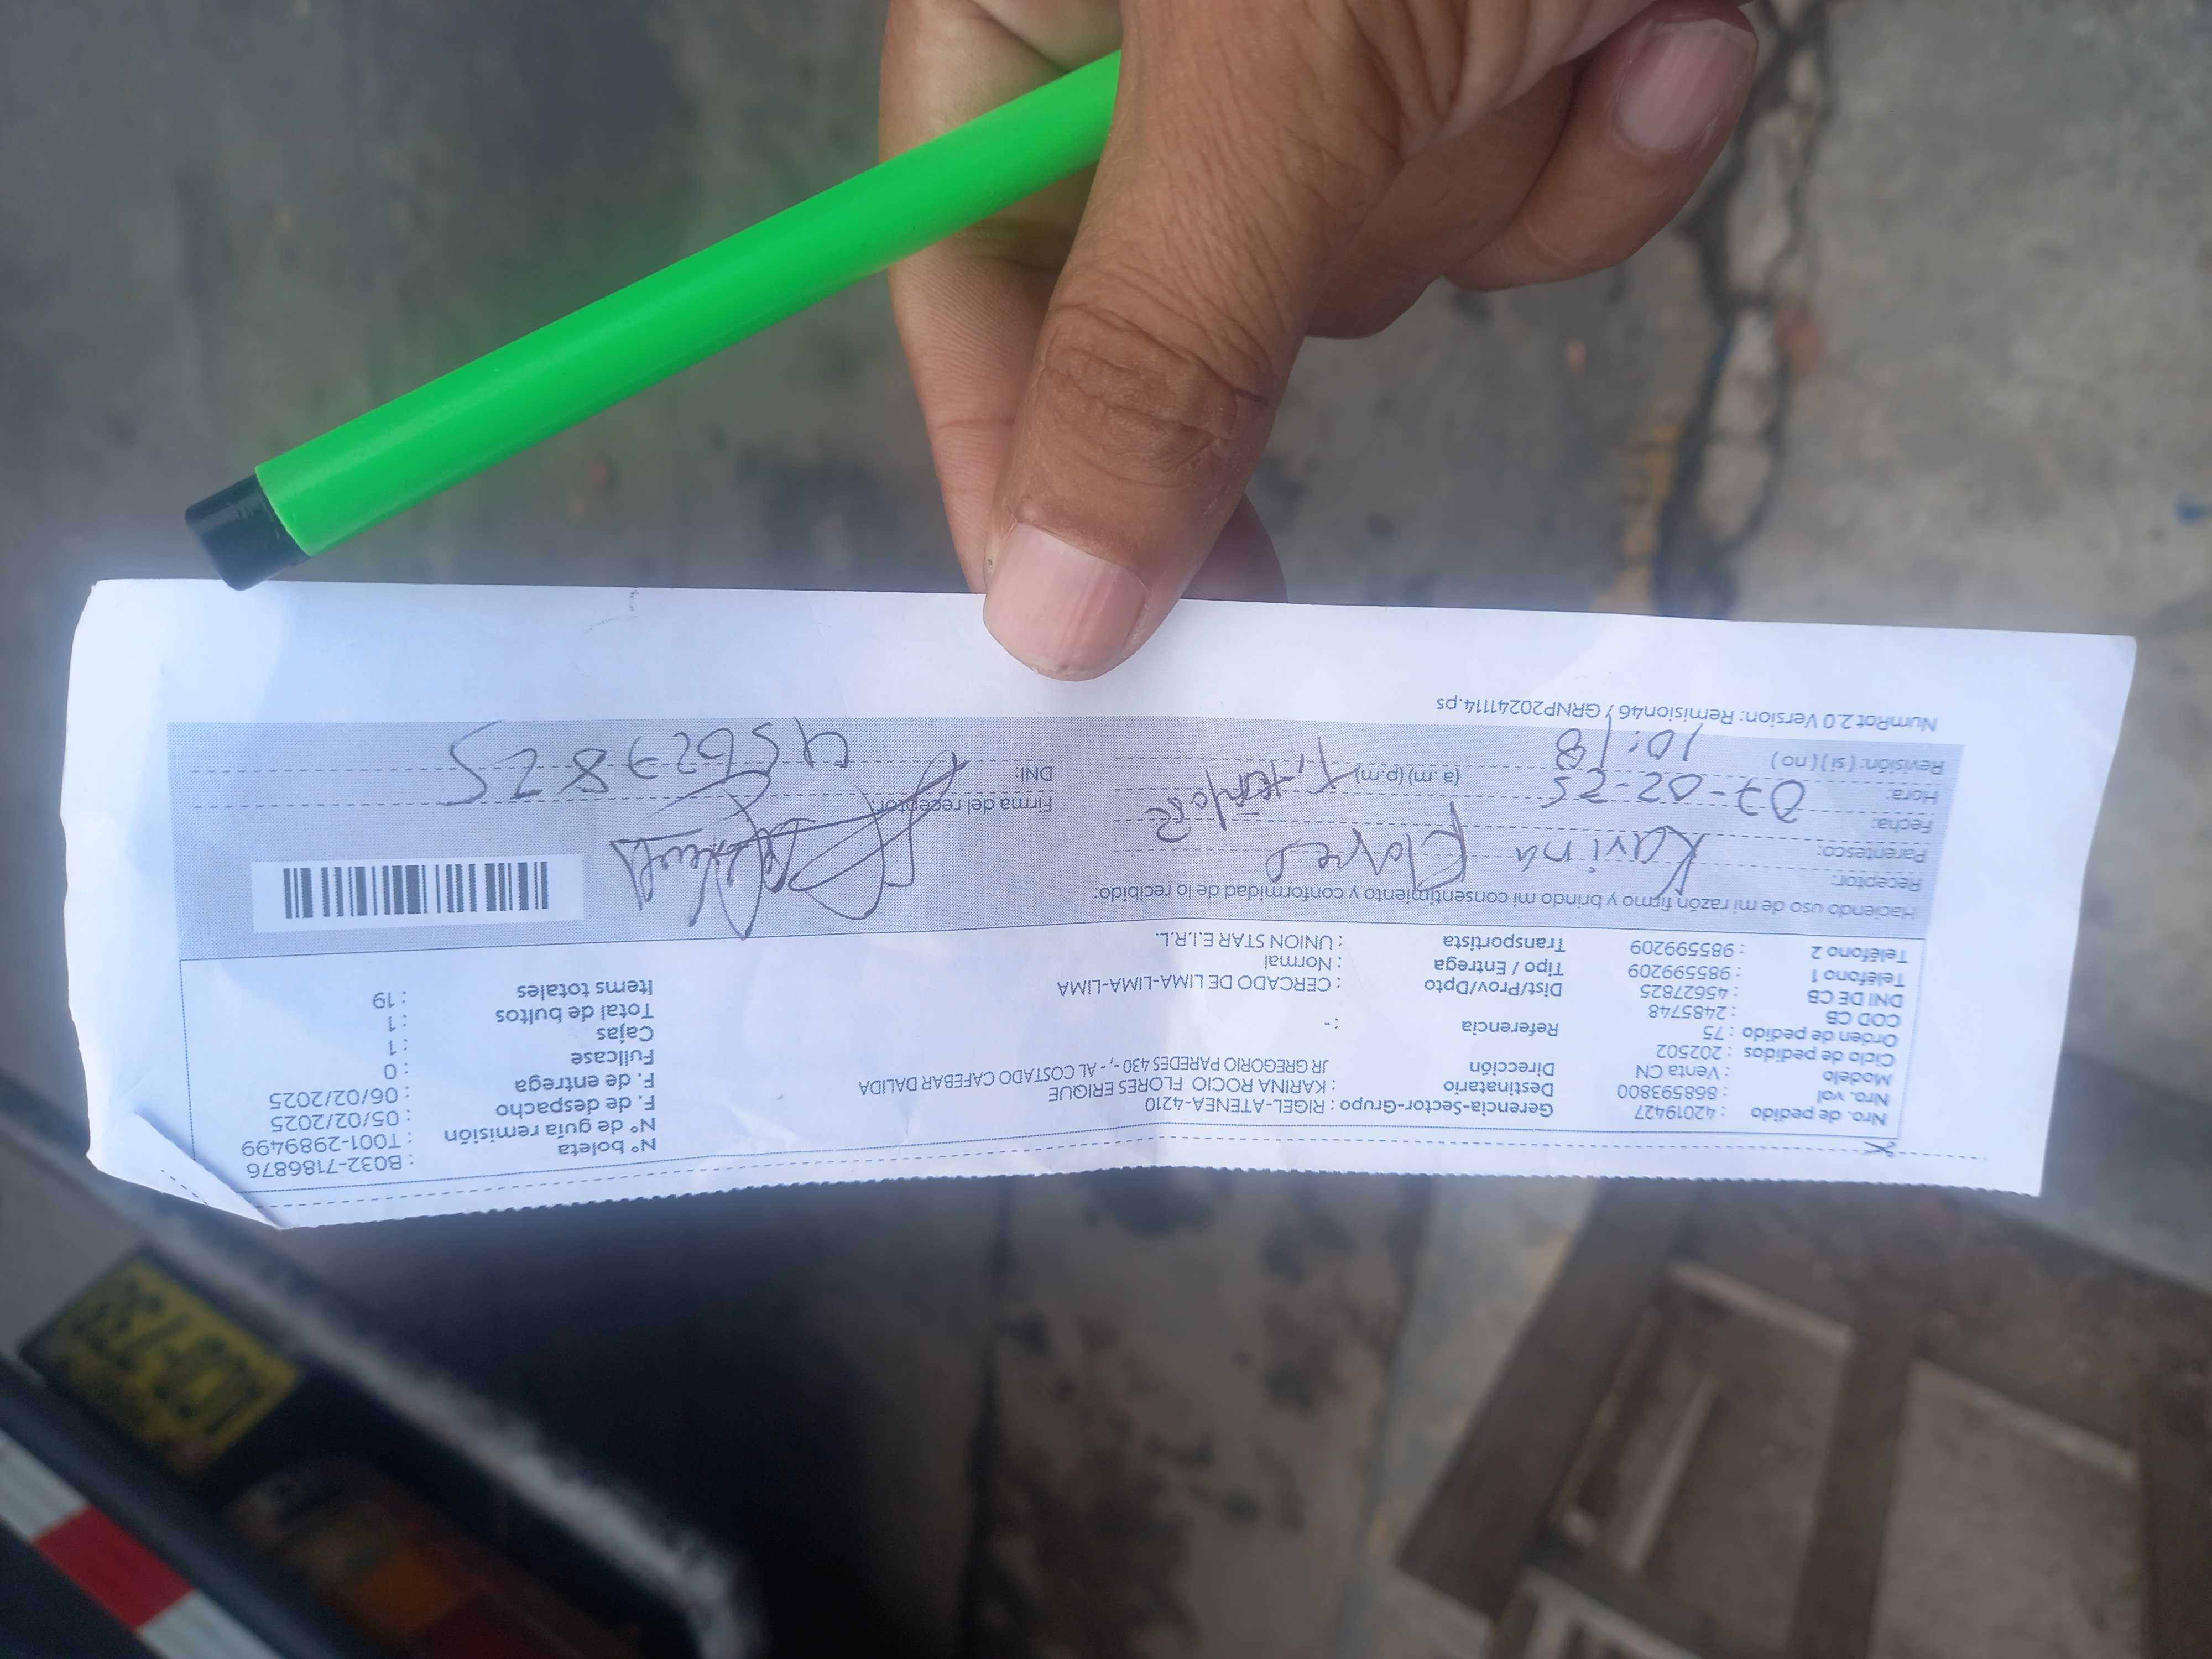 Nro. de pedido : 42019427 Gerencia-Sector-Grupo : RIGEL-ATENEA-4210 N° boleta : B032-7186876
Nro. vol : 868593800 Destinatario : KARINA ROCIO FLORES ERIQUE N° de guía remisión : T001-2989499
Modelo : Venta CN Dirección JR GREGORIO PAREDES 430 -, - AL COSTADO CAFEBAR DALIDA F. de despacho : 05/02/2025
Ciclo de pedidos : 202502 F. de entrega : 06/02/2025
Orden de pedido : 75 Referencia : - Fullcase : 0
COD CB : 2485748 Cajas : 1
DNI DE CB : 45627825 Dist/Prov/Dpto : CERCADO DE LIMA-LIMA-LIMA Total de bultos : 1
Teléfono 1 : 985599209 Tipo / Entrega : Normal Items totales : 19
Teléfono 2 : 985599209 Transportista : UNION STAR E.I.R.L.
Haciendo uso de mi razón firmo y brindo mi consentimiento y conformidad de lo recibido:
Receptor: Karina Flores
Parentesco:
Fecha: 07-02-25 Firma del receptor:
Hora: (a.m) (p.m)
Revisión: ( si ) ( no ) 10:18 DNI: 45627825
NumRot 2.0 Version: Remision46 / GRNP20241114.ps